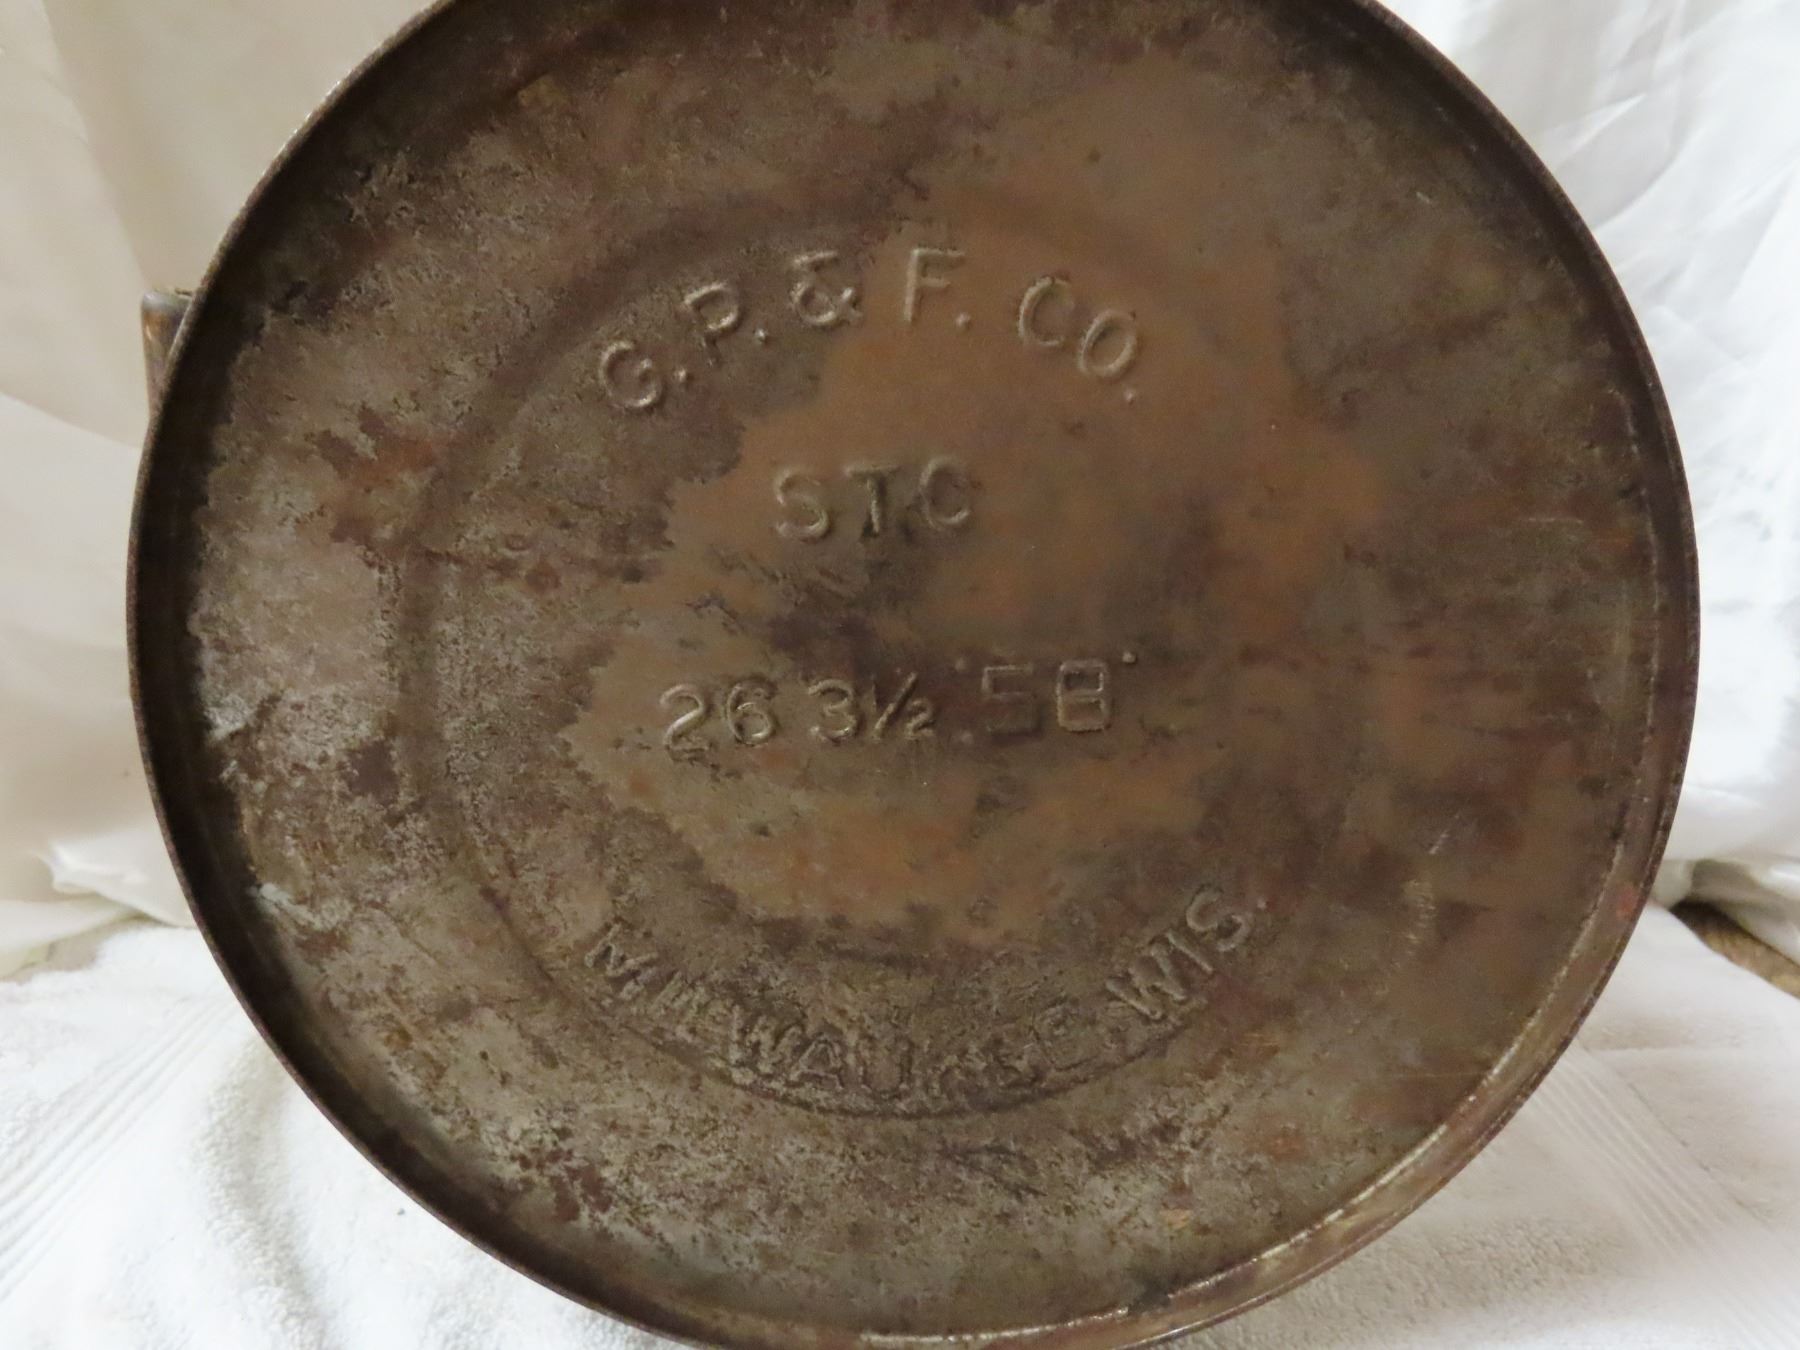 G. P. & F. CO.
STC
26 3½ 58
MILWAUKEE. WIS.